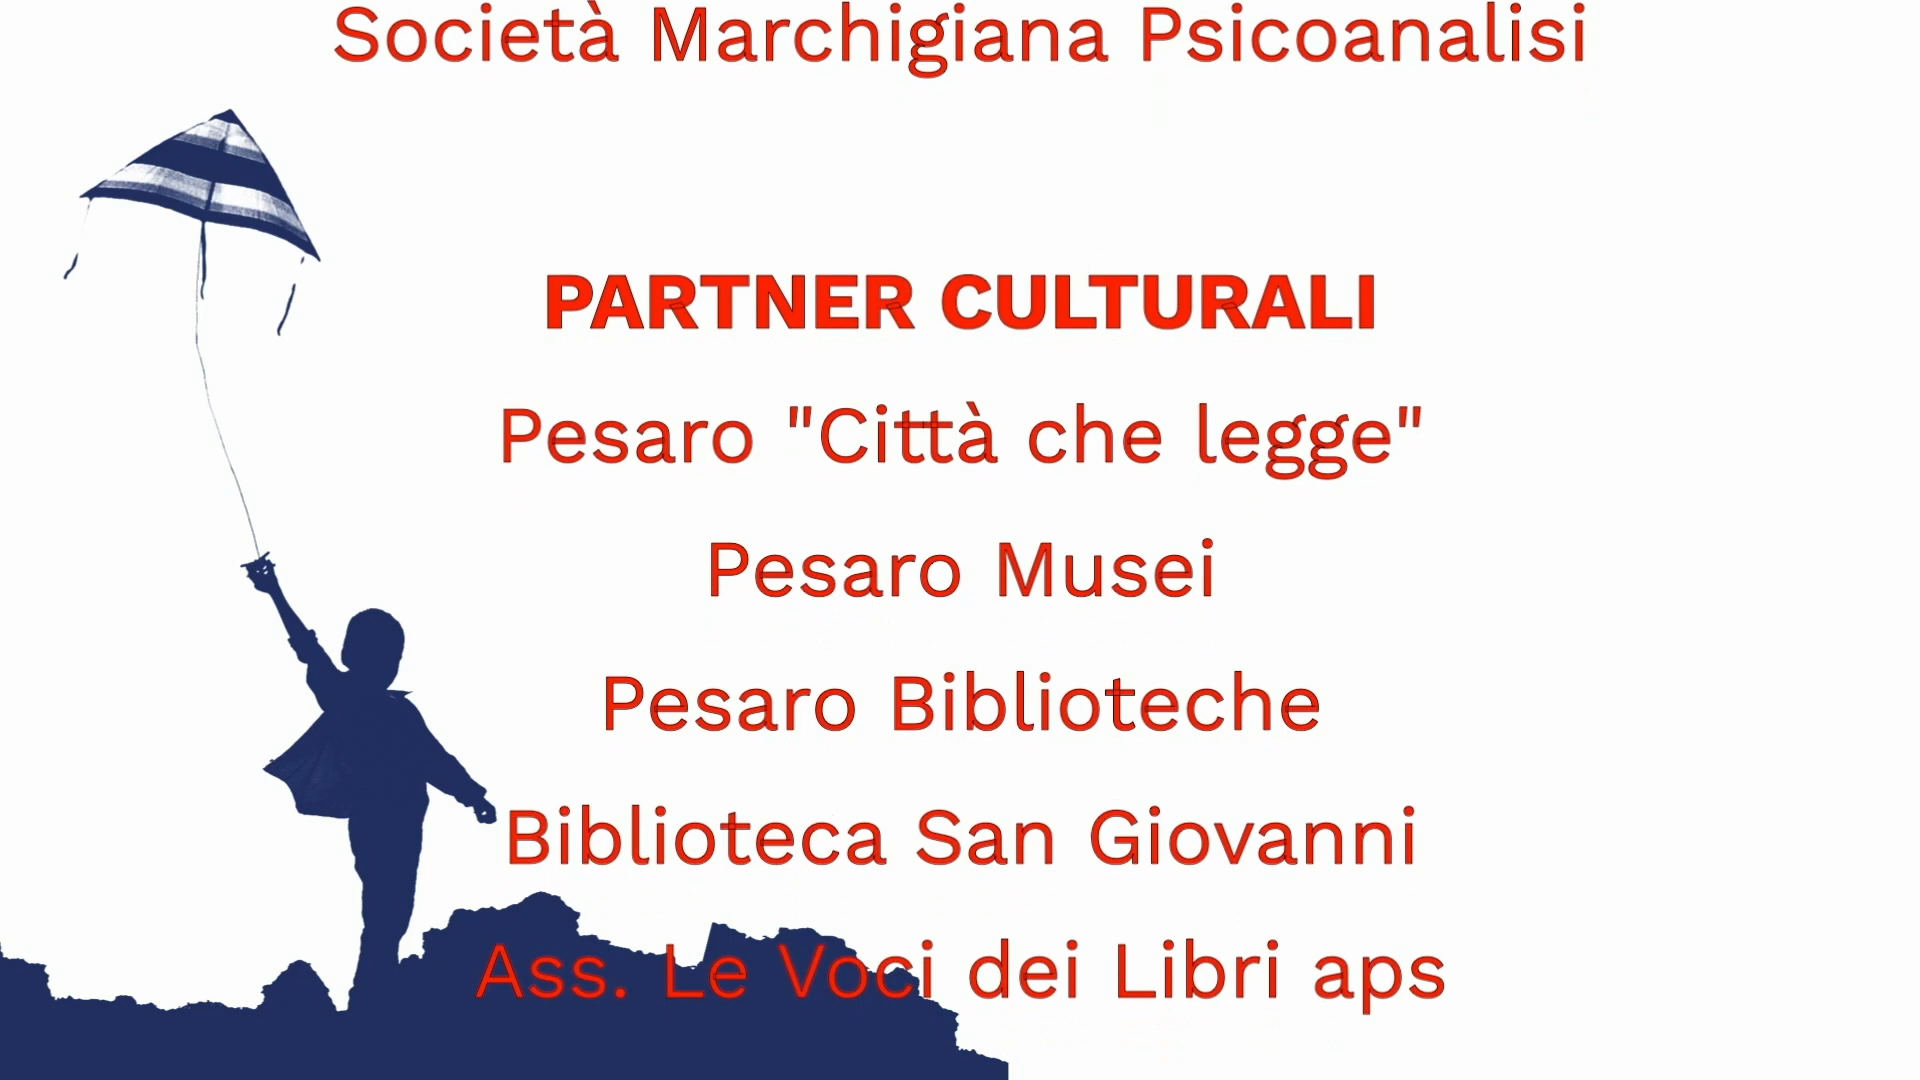 Società Marchigiana Psicoanalisi
PARTNER CULTURALI
Pesaro "Città che legge"
Pesaro Musei
Pesaro Biblioteche
Biblioteca San Giovanni
Ass. Le Voci dei Libri aps